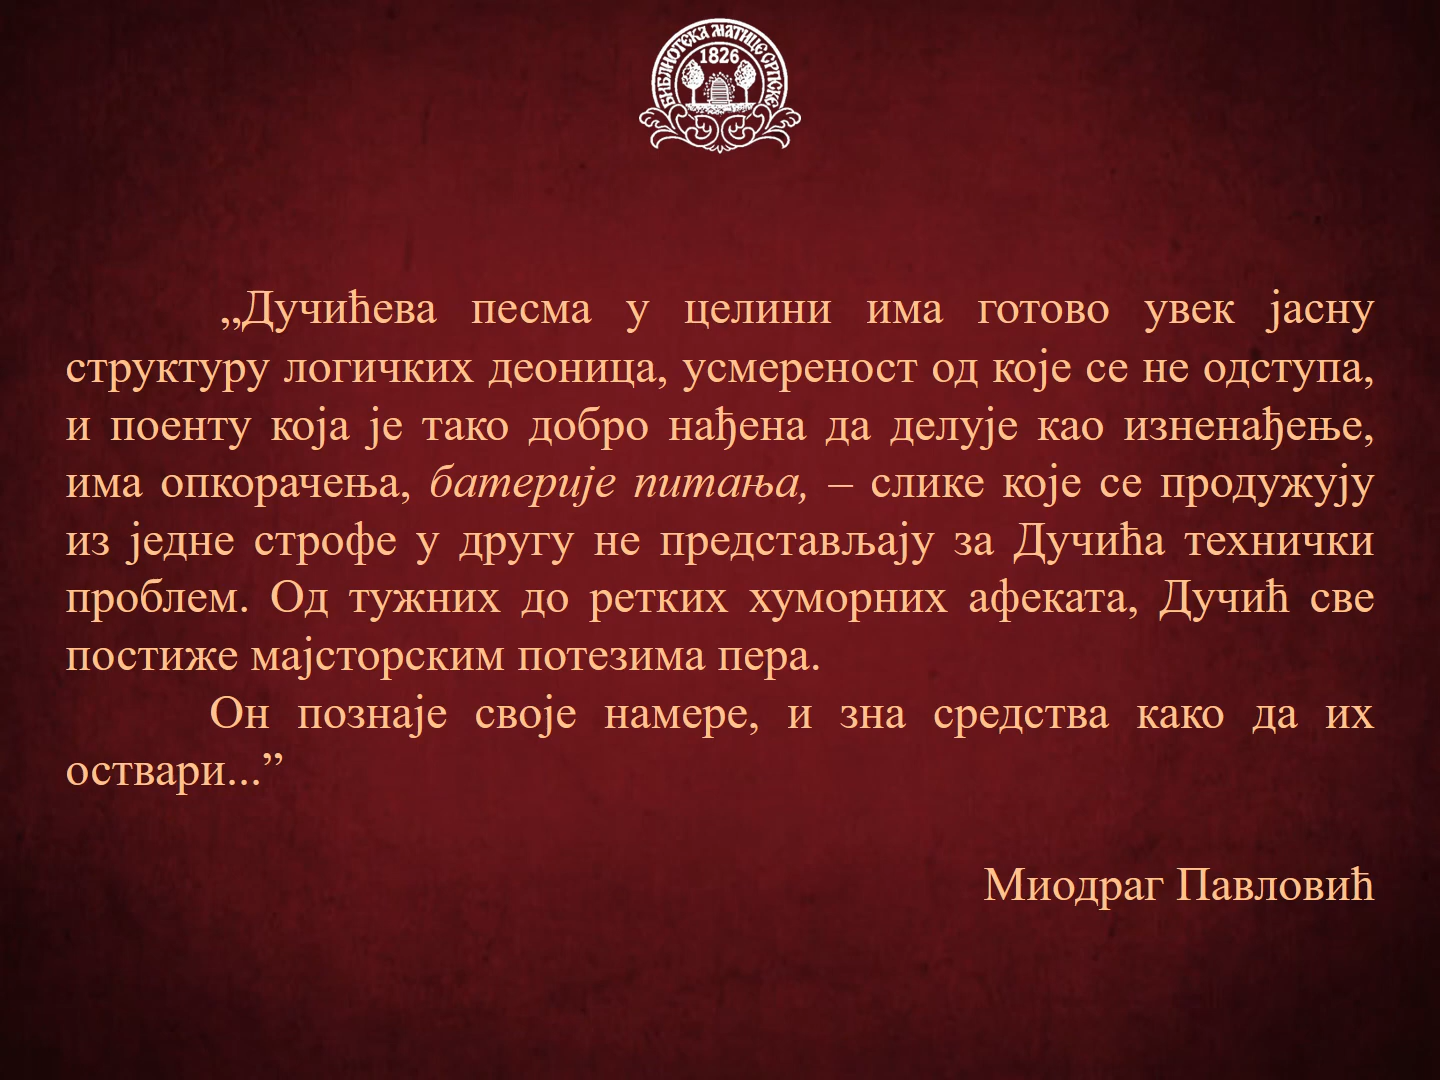 БИБЛИОТЕКА МАТИЦЕ СРПСКЕ
1826
„Дучићева песма у целини има готово увек јасну
структуру логичких деоница, усмереност од које се не одступа,
и поенту која је тако добро нађена да делује као изненађење,
има опкорачења, батерије питања, – слике које се продужују
из једне строфе у другу не представљају за Дучића технички
проблем. Од тужних до ретких хуморних афеката, Дучић све
постиже мајсторским потезима пера.
Он познаје своје намере, и зна средства како да их
оствари...”
Миодраг Павловић